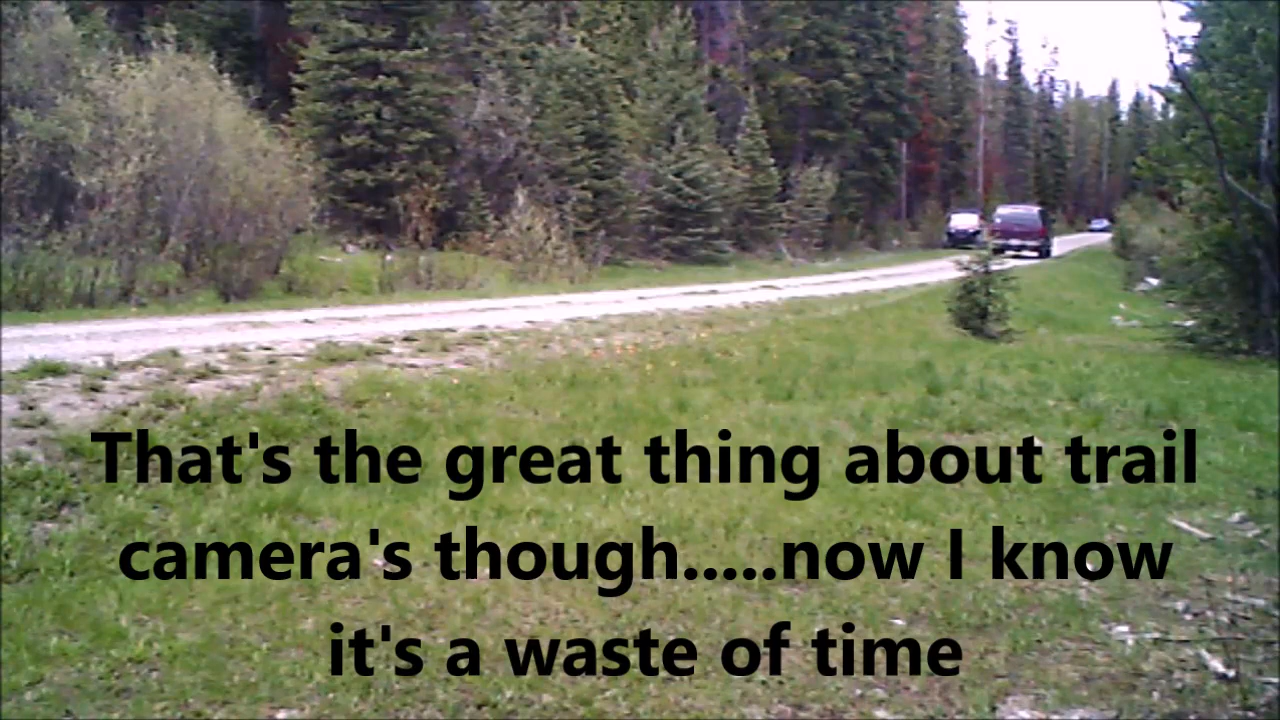 That's the great thing about trail
camera's though.....now I know
it's a waste of time